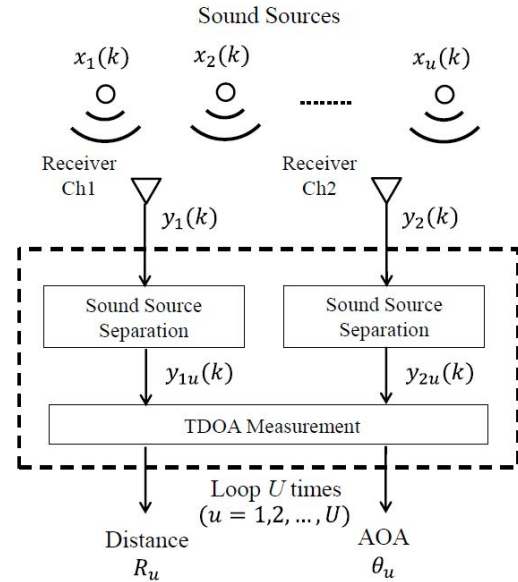 Sound Sources
x₁(k)
x₂(k)
xᵤ(k)
Receiver
Ch1
Receiver
Ch2
y₁(k)
y₂(k)
Sound Source
Separation
Sound Source
Separation
y₁ᵤ(k)
y₂ᵤ(k)
TDOA Measurement
Loop U times
(u = 1,2, ..., U)
Distance
Rᵤ
AOA
θᵤ